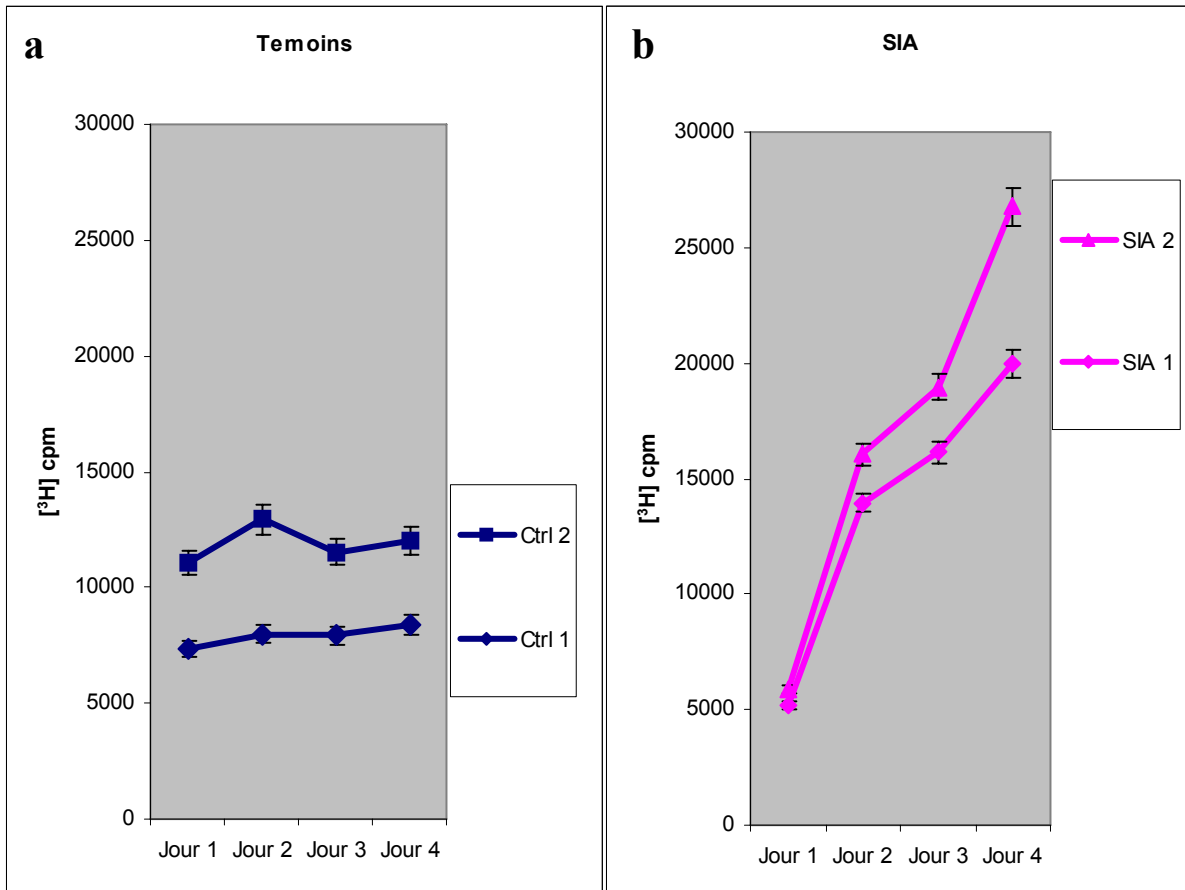 a
Temoins
[³H] cpm
30000
25000
20000
15000
10000
5000
0
Jour 1 Jour 2 Jour 3 Jour 4
Ctrl 2
Ctrl 1
b
SIA
[³H] cpm
30000
25000
20000
15000
10000
5000
0
Jour 1 Jour 2 Jour 3 Jour 4
SIA 2
SIA 1